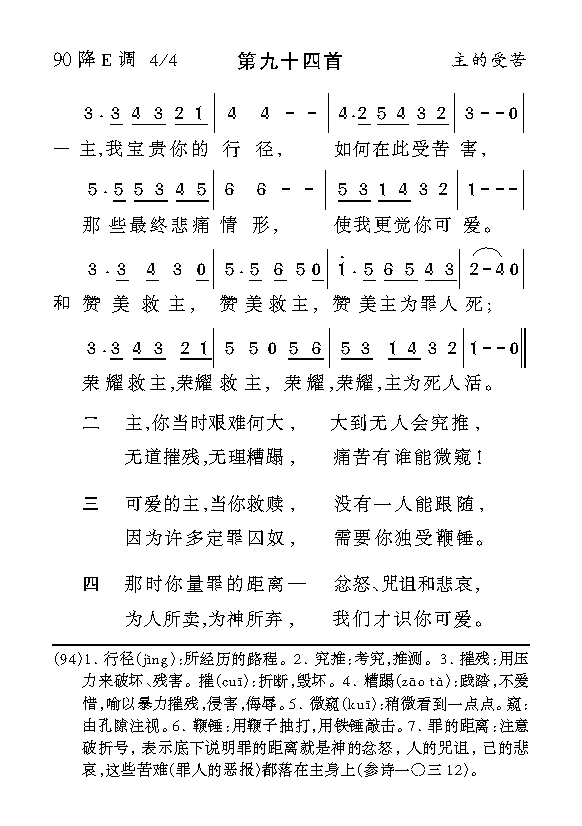 90 降 E 调 4/4 第九十四首 主的受苦
3 · 3 4 3 2 1 | 4 4 - - | 4 · 2 5 4 3 2 | 3 - - 0 |
一 主,我宝贵你的 行 径, 如何在此受苦 害,
5 · 5 5 3 4 5 | 6 6 - - | 5 3 1 4 3 2 | 1 - - - |
那 些最终悲痛 情 形, 使我更觉你可 爱。
3 · 3 4 3 0 | 5 · 5 6 5 0 | 1 · 5 6 5 4 3 | 2 - 4 0 |
和 赞 美 救 主, 赞 美救主, 赞 美主为罪人 死;
3 · 3 4 3 2 1 | 5 5 0 5 6 | 5 3 1 4 3 2 | 1 - - 0 ‖
荣 耀救主,荣耀 救 主, 荣 耀,荣耀,主为死人活。
二 主,你当时艰难何大, 大到无人会究推,
无道摧残,无理糟蹋, 痛苦有谁能微窥!
三 可爱的主,当你救赎, 没有一人能跟随,
因为许多定罪囚奴, 需要你独受鞭锤。
四 那时你量罪的距离— 忿怒、咒诅和悲哀,
为人所卖,为神所弃, 我们才识你可爱。
(94)1. 行径(jìng):所经历的路程。2. 究推:考究,推测。3. 摧残:用压
力来破坏、残害。摧(cuī):折断,毁坏。4. 糟蹋(zāo tà):践踏,不爱
惜,喻以暴力摧残,侵害,侮辱。5. 微窥(kuī):稍微看到一点点。窥:
由孔隙注视。6. 鞭锤:用鞭子抽打,用铁锤敲击。7. 罪的距离:注意
破折号,表示底下说明罪的距离就是神的忿怒,人的咒诅,己的悲
哀,这些苦难(罪人的恶报)都落在主身上(参诗一〇三12)。